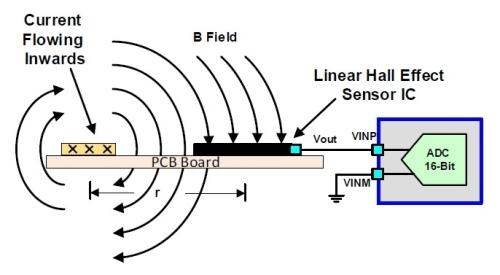 Current
Flowing
Inwards
B Field
Linear Hall Effect
Sensor IC
Vout
VINP
ADC
16-Bit
VINM
PCB Board
r